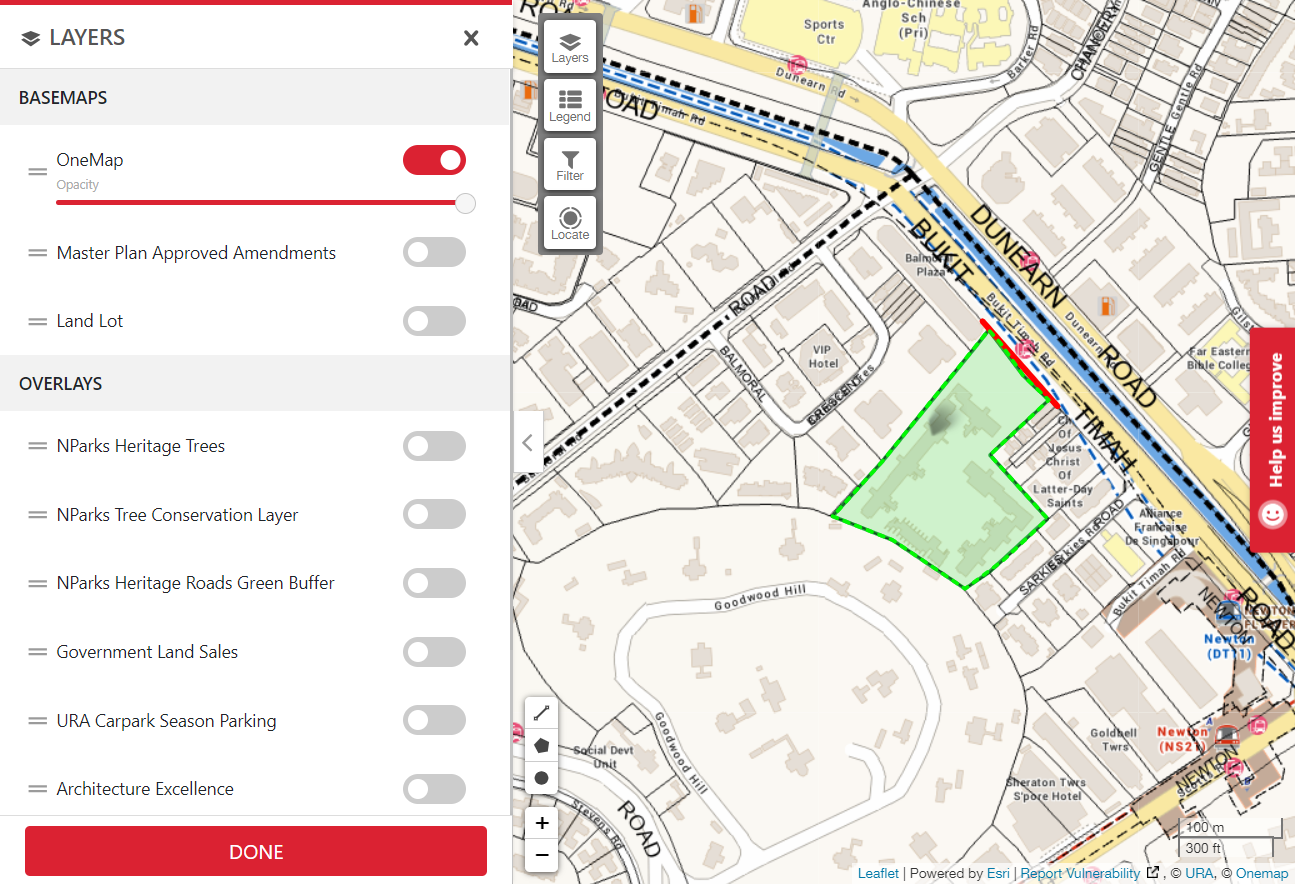 LAYERS
BASEMAPS
OneMap
Opacity
Master Plan Approved Amendments
Land Lot
OVERLAYS
NParks Heritage Trees
NParks Tree Conservation Layer
NParks Heritage Roads Green Buffer
Government Land Sales
URA Carpark Season Parking
Architecture Excellence
DONE
Layers
Legend
Filter
Locate
ROAD
Sports
Ctr
Anglo-Chinese
Sch
(Pri)
Barker Rd
CHANCERY
GENTLE
Gentle Rd
Dunearn Rd
ROAD
Bukit Timah Rd
DUNEARN
ROAD
BUKIT
TIMAH
ROAD
Balmoral
Plaza
Bukit Timah Rd
Dunearn
Far Eastern
Bible College
Help us improve
ROAD
BALMORAL
CRESCENT
VIP
Hotel
Ch
Of
Jesus
Christ
Of
Latter-Day
Saints
Alliance
Francaise
De Singapour
SARKIES
ROAD
Sarkies Rd
Bukit Timah Rd
NEWTON
Newton
(DT11)
Goodwood Hill
Goodwood Hill
Social Devt
Unit
Stevens Rd
ROAD
Goldbell
Twrs
Newton
(NS21)
A
B
NEWTON
Sheraton Twrs
S'pore Hotel
+
−
100 m
300 ft
Leaflet | Powered by Esri | Report Vulnerability , © URA, © Onemap